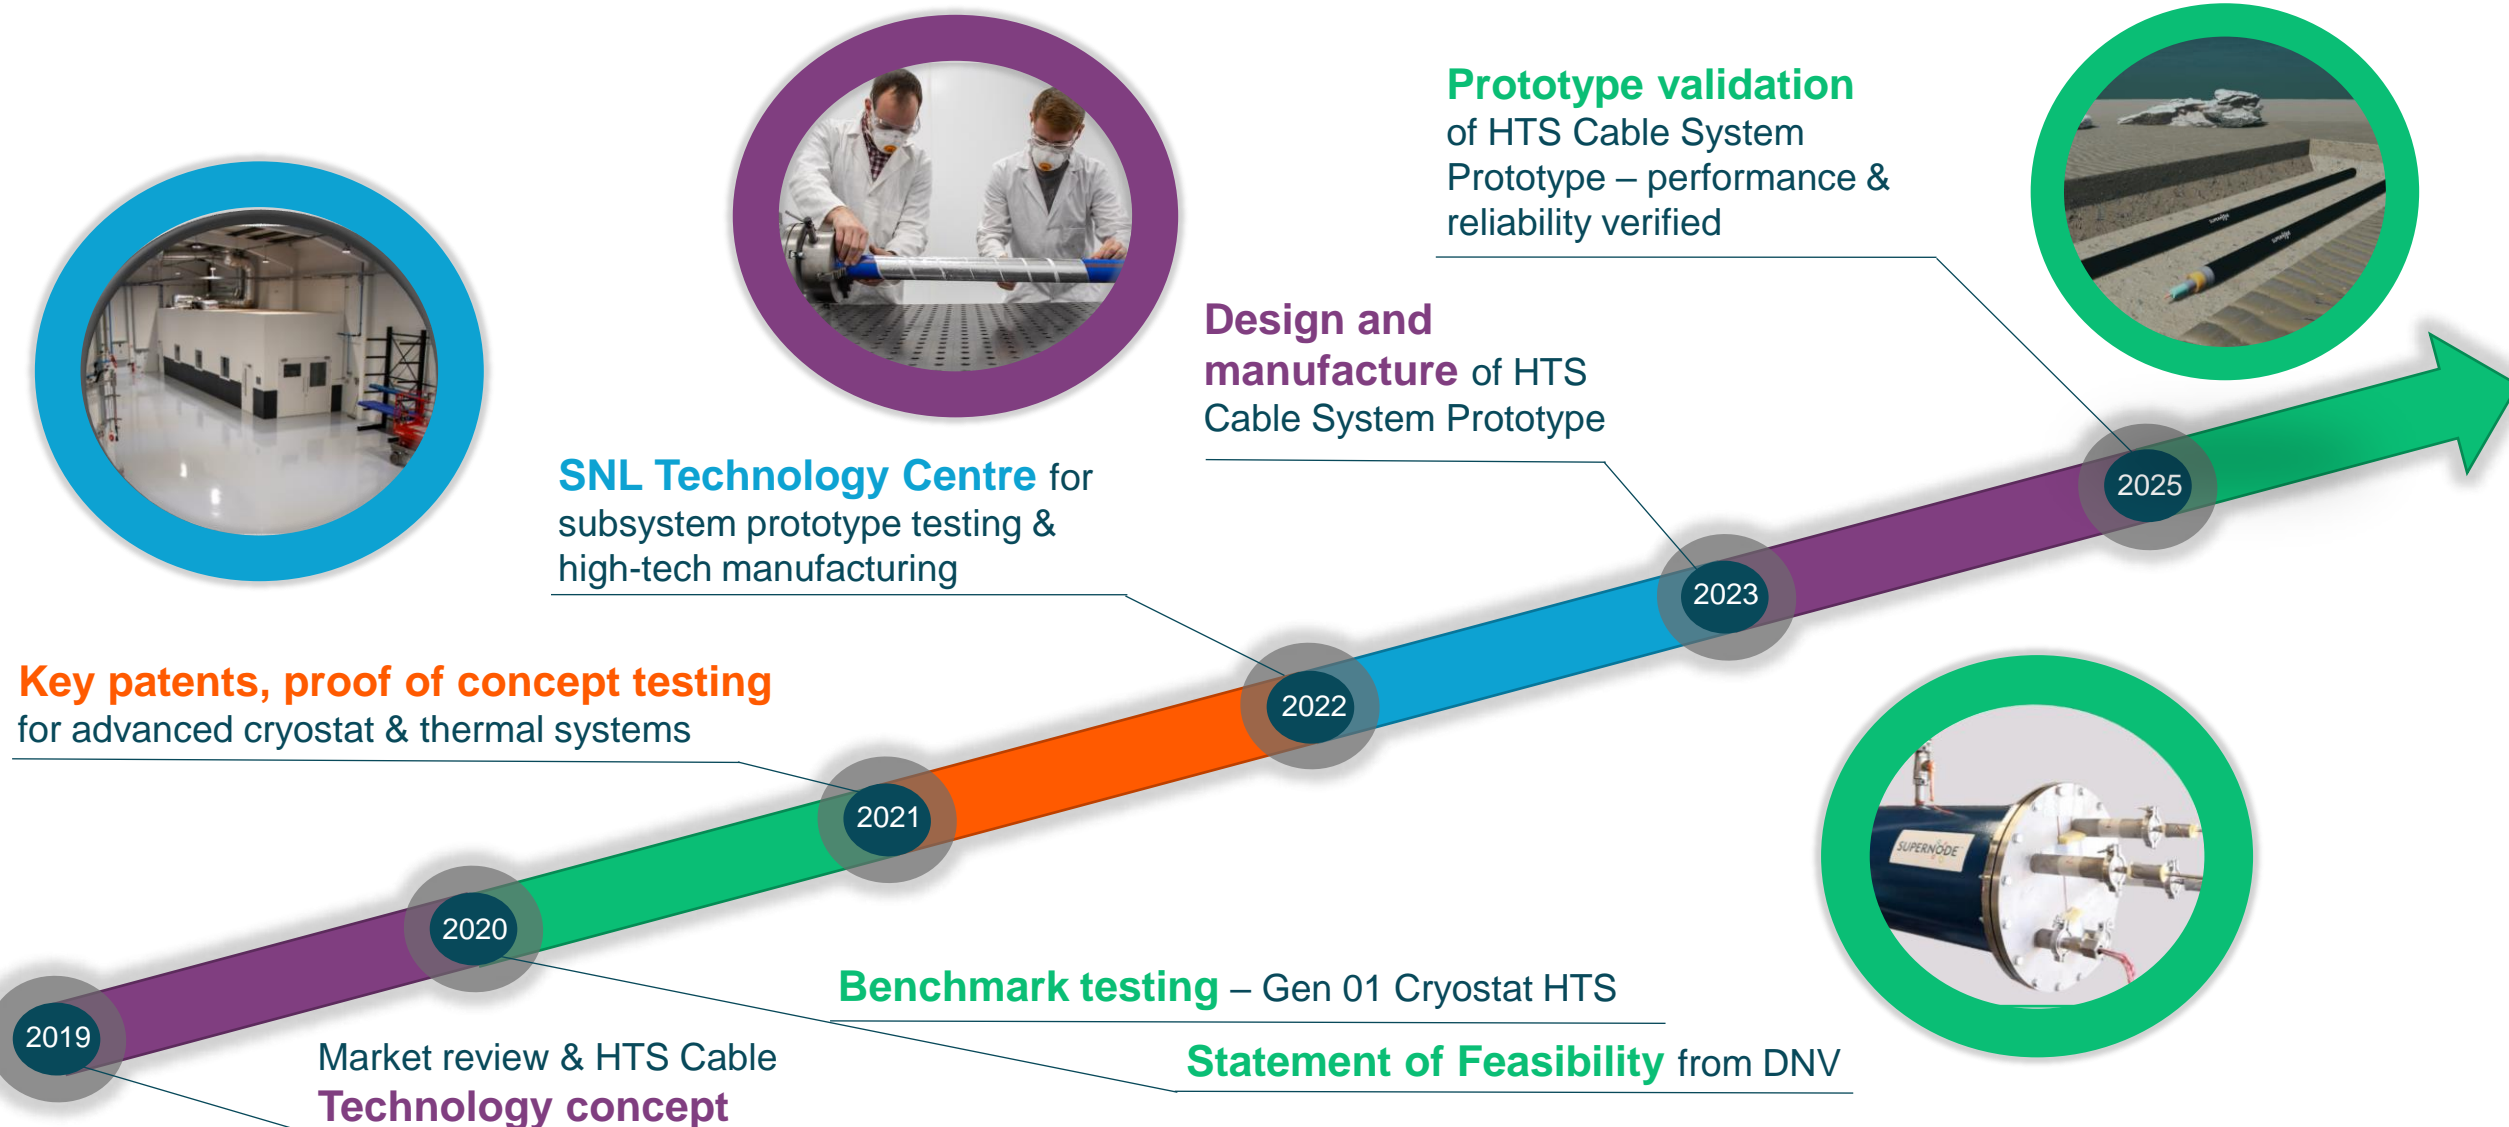 Prototype validation
of HTS Cable System
Prototype – performance &
reliability verified
Design and
manufacture of HTS
Cable System Prototype
SNL Technology Centre for
subsystem prototype testing &
high-tech manufacturing
Key patents, proof of concept testing
for advanced cryostat & thermal systems
2025
2023
2022
2021
2020
2019
SUPERNODE
Benchmark testing – Gen 01 Cryostat HTS
Statement of Feasibility from DNV
Market review & HTS Cable
Technology concept